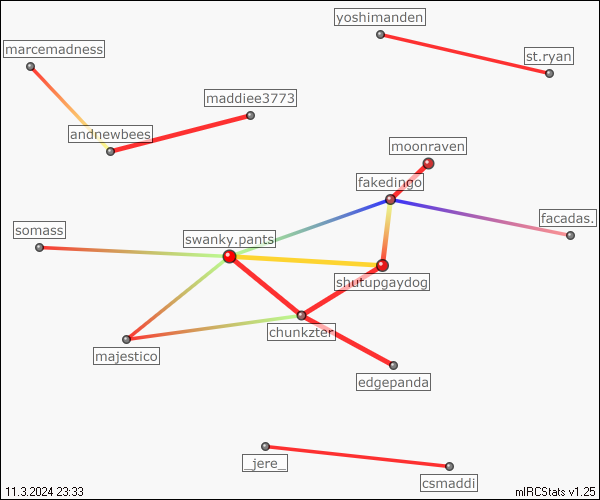 yoshimanden
marcemadness
st.ryan
maddiee3773
andnewbees
moonraven
fakedingo
facadas.
somass
swanky.pants
shutupgaydog
chunkzter
majestico
edgepanda
_jere_
csmaddi
11.3.2024 23:33
mIRCStats v1.25